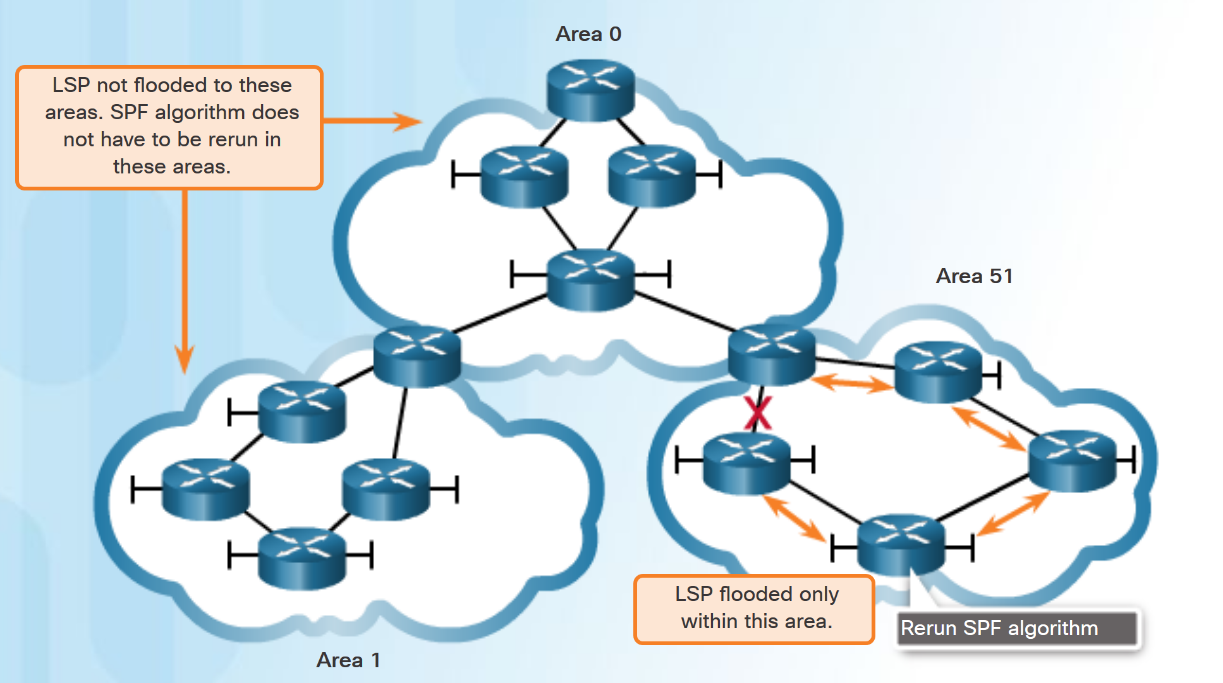 Area 0
LSP not flooded to these
areas. SPF algorithm does
not have to be rerun in
these areas.
Area 51
LSP flooded only
within this area.
Rerun SPF algorithm
Area 1